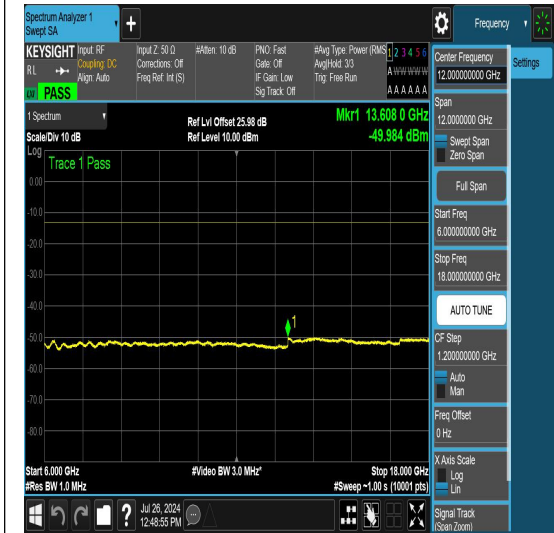 Spectrum Analyzer 1
Swept SA
+
Frequency
KEYSIGHT
RL
PASS
Input: RF
Coupling: DC
Align: Auto
Input Z: 50 Ω
Corrections: Off
Freq Ref: Int (S)
#Atten: 10 dB
PNO: Fast
Gate: Off
IF Gain: Low
Sig Track: Off
#Avg Type: Power (RMS
Avg|Hold: 3/3
Trig: Free Run
1 2 3 4 5 6
A W W W W W
A A A A A A
1 Spectrum
Scale/Div 10 dB
Ref Lvl Offset 25.98 dB
Ref Level 10.00 dBm
Mkr1 13.608 0 GHz
-49.984 dBm
Log
Trace 1 Pass
0.00
-10.0
-20.0
-30.0
-40.0
-50.0
-60.0
-70.0
-80.0
1
Start 6.000 GHz
#Res BW 1.0 MHz
#Video BW 3.0 MHz*
Stop 18.000 GHz
#Sweep ~1.00 s (10001 pts)
?
Jul 26, 2024
12:48:55 PM
Center Frequency
12.000000000 GHz
Settings
Span
12.0000000 GHz
Swept Span
Zero Span
Full Span
Start Freq
6.000000000 GHz
Stop Freq
18.000000000 GHz
AUTO TUNE
CF Step
1.200000000 GHz
Auto
Man
Freq Offset
0 Hz
X Axis Scale
Log
Lin
Signal Track
(Span Zoom)